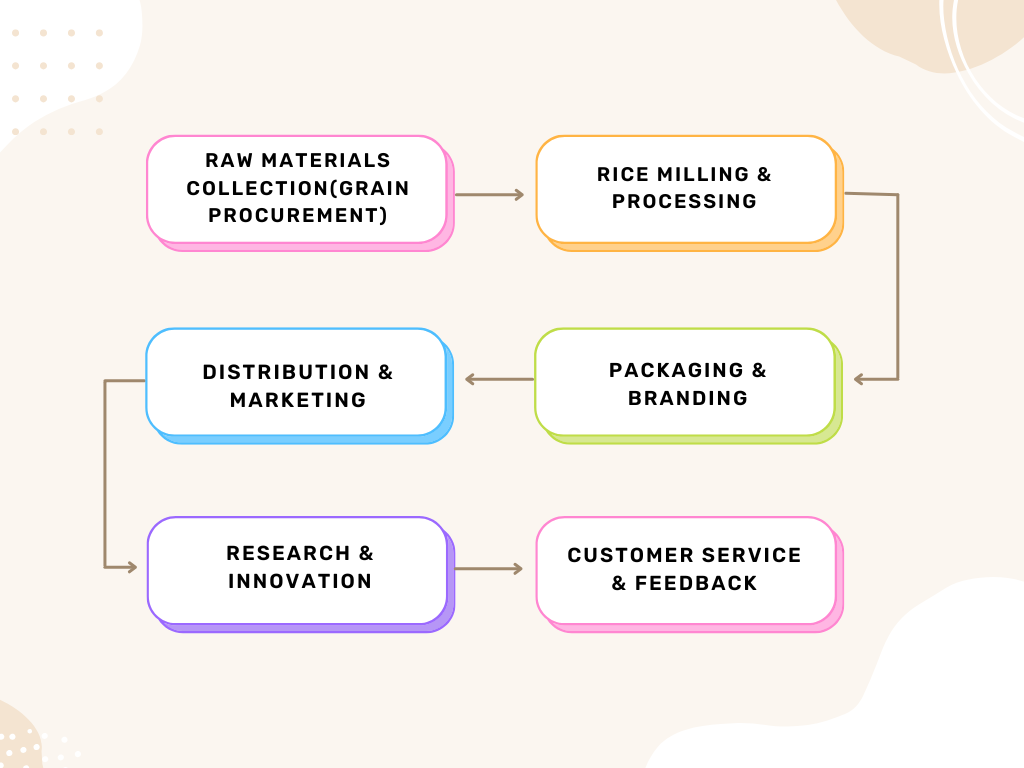 RAW MATERIALS
COLLECTION(GRAIN
PROCUREMENT)
RICE MILLING &
PROCESSING
PACKAGING &
BRANDING
DISTRIBUTION &
MARKETING
RESEARCH &
INNOVATION
CUSTOMER SERVICE
& FEEDBACK